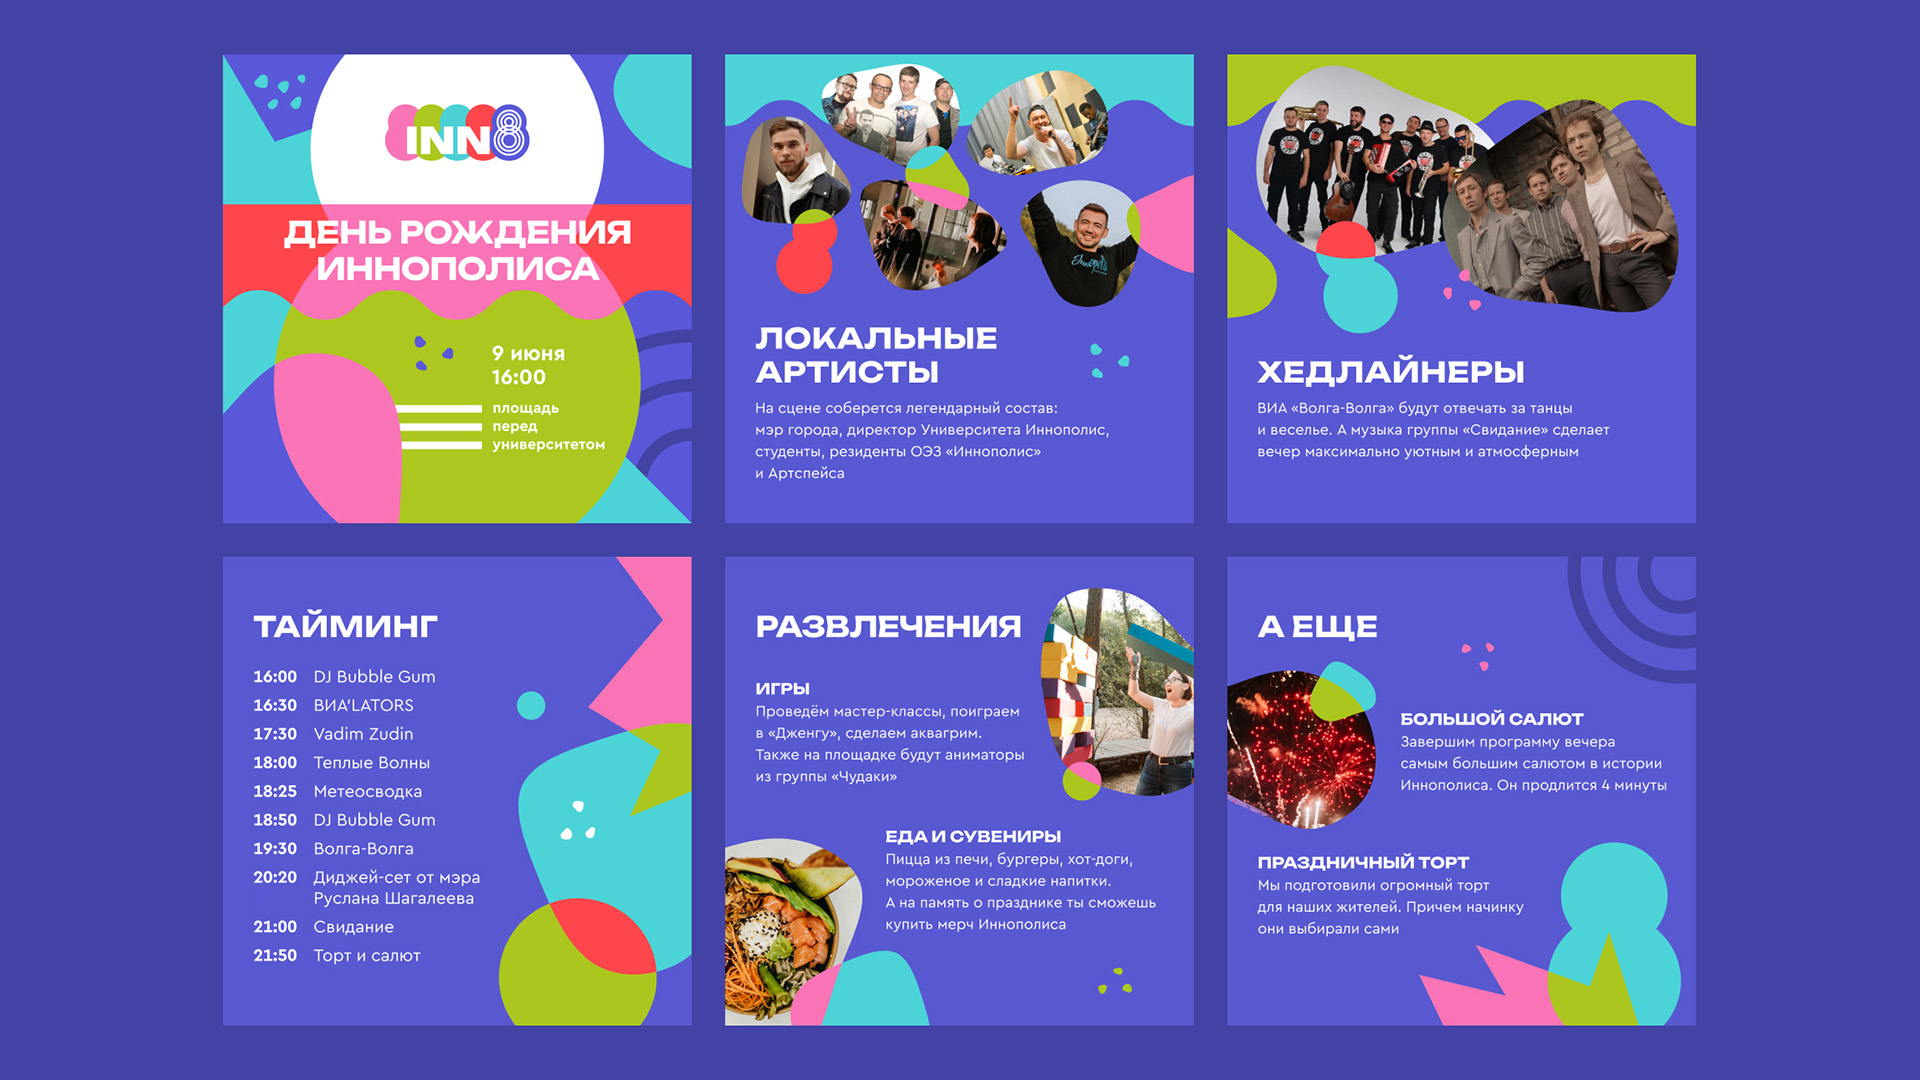 INN8
ДЕНЬ РОЖДЕНИЯ
ИННОПОЛИСА
9 июня
16:00
площадь
перед
университетом
ЛОКАЛЬНЫЕ
АРТИСТЫ
На сцене соберется легендарный состав:
мэр города, директор Университета Иннополис,
студенты, резиденты ОЭЗ «Иннополис»
и Артспейса
ХЕДЛАЙНЕРЫ
ВИА «Волга-Волга» будут отвечать за танцы
и веселье. А музыка группы «Свидание» сделает
вечер максимально уютным и атмосферным
ТАЙМИНГ
16:00 DJ Bubble Gum
16:30 ВИА'LATORS
17:30 Vadim Zudin
18:00 Теплые Волны
18:25 Метеосводка
18:50 DJ Bubble Gum
19:30 Волга-Волга
20:20 Диджей-сет от мэра
Руслана Шагалеева
21:00 Свидание
21:50 Торт и салют
РАЗВЛЕЧЕНИЯ
ИГРЫ
Проведём мастер-классы, поиграем
в «Дженгу», сделаем аквагрим.
Также на площадке будут аниматоры
из группы «Чудаки»
ЕДА И СУВЕНИРЫ
Пицца из печи, бургеры, хот-доги,
мороженое и сладкие напитки.
А на память о празднике ты сможешь
купить мерч Иннополиса
А ЕЩЕ
БОЛЬШОЙ САЛЮТ
Завершим программу вечера
самым большим салютом в истории
Иннополиса. Он продлится 4 минуты
ПРАЗДНИЧНЫЙ ТОРТ
Мы подготовили огромный торт
для наших жителей. Причем начинку
они выбирали сами